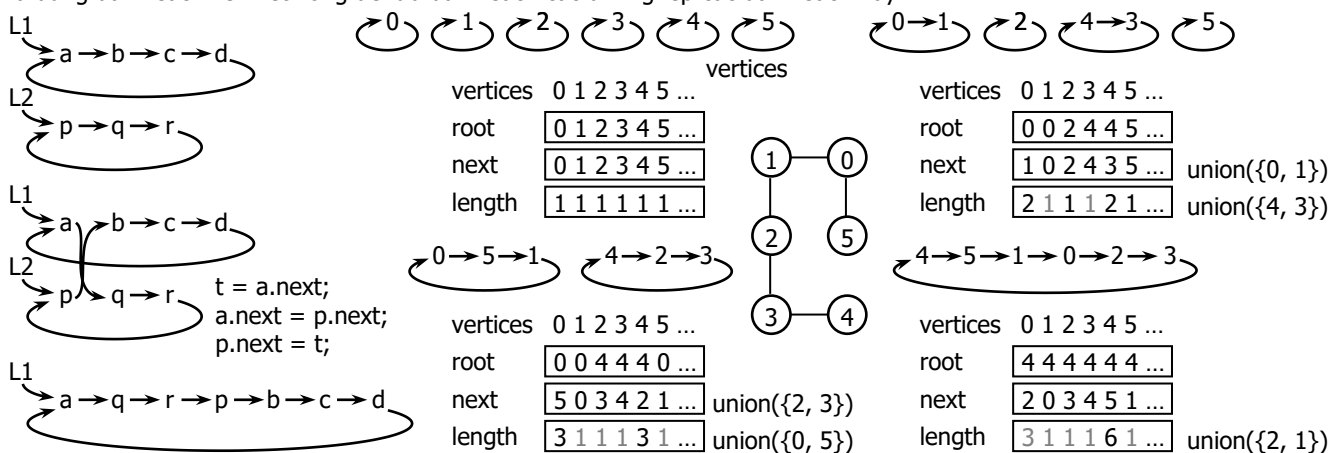 L1
a → b → c → d
L2
p → q → r
L1
a b → c → d
L2
p q → r
t = a.next;
a.next = p.next;
p.next = t;
L1
a → q → r → p → b → c → d
0 1 2 3 4 5
vertices
vertices 0 1 2 3 4 5 ...
root 0 1 2 3 4 5 ...
next 0 1 2 3 4 5 ...
length 1 1 1 1 1 1 ...
1 0
2 5
3 4
0 → 1 2 4 → 3 5
vertices 0 1 2 3 4 5 ...
root 0 0 2 4 4 5 ...
next 1 0 2 4 3 5 ... union({0, 1})
length 2 1 1 1 2 1 ... union({4, 3})
0 → 5 → 1 4 → 2 → 3
vertices 0 1 2 3 4 5 ...
root 0 0 4 4 4 0 ...
next 5 0 3 4 2 1 ... union({2, 3})
length 3 1 1 1 3 1 ... union({0, 5})
4 → 5 → 1 → 0 → 2 → 3
vertices 0 1 2 3 4 5 ...
root 4 4 4 4 4 4 ...
next 2 0 3 4 5 1 ...
length 3 1 1 1 6 1 ... union({2, 1})